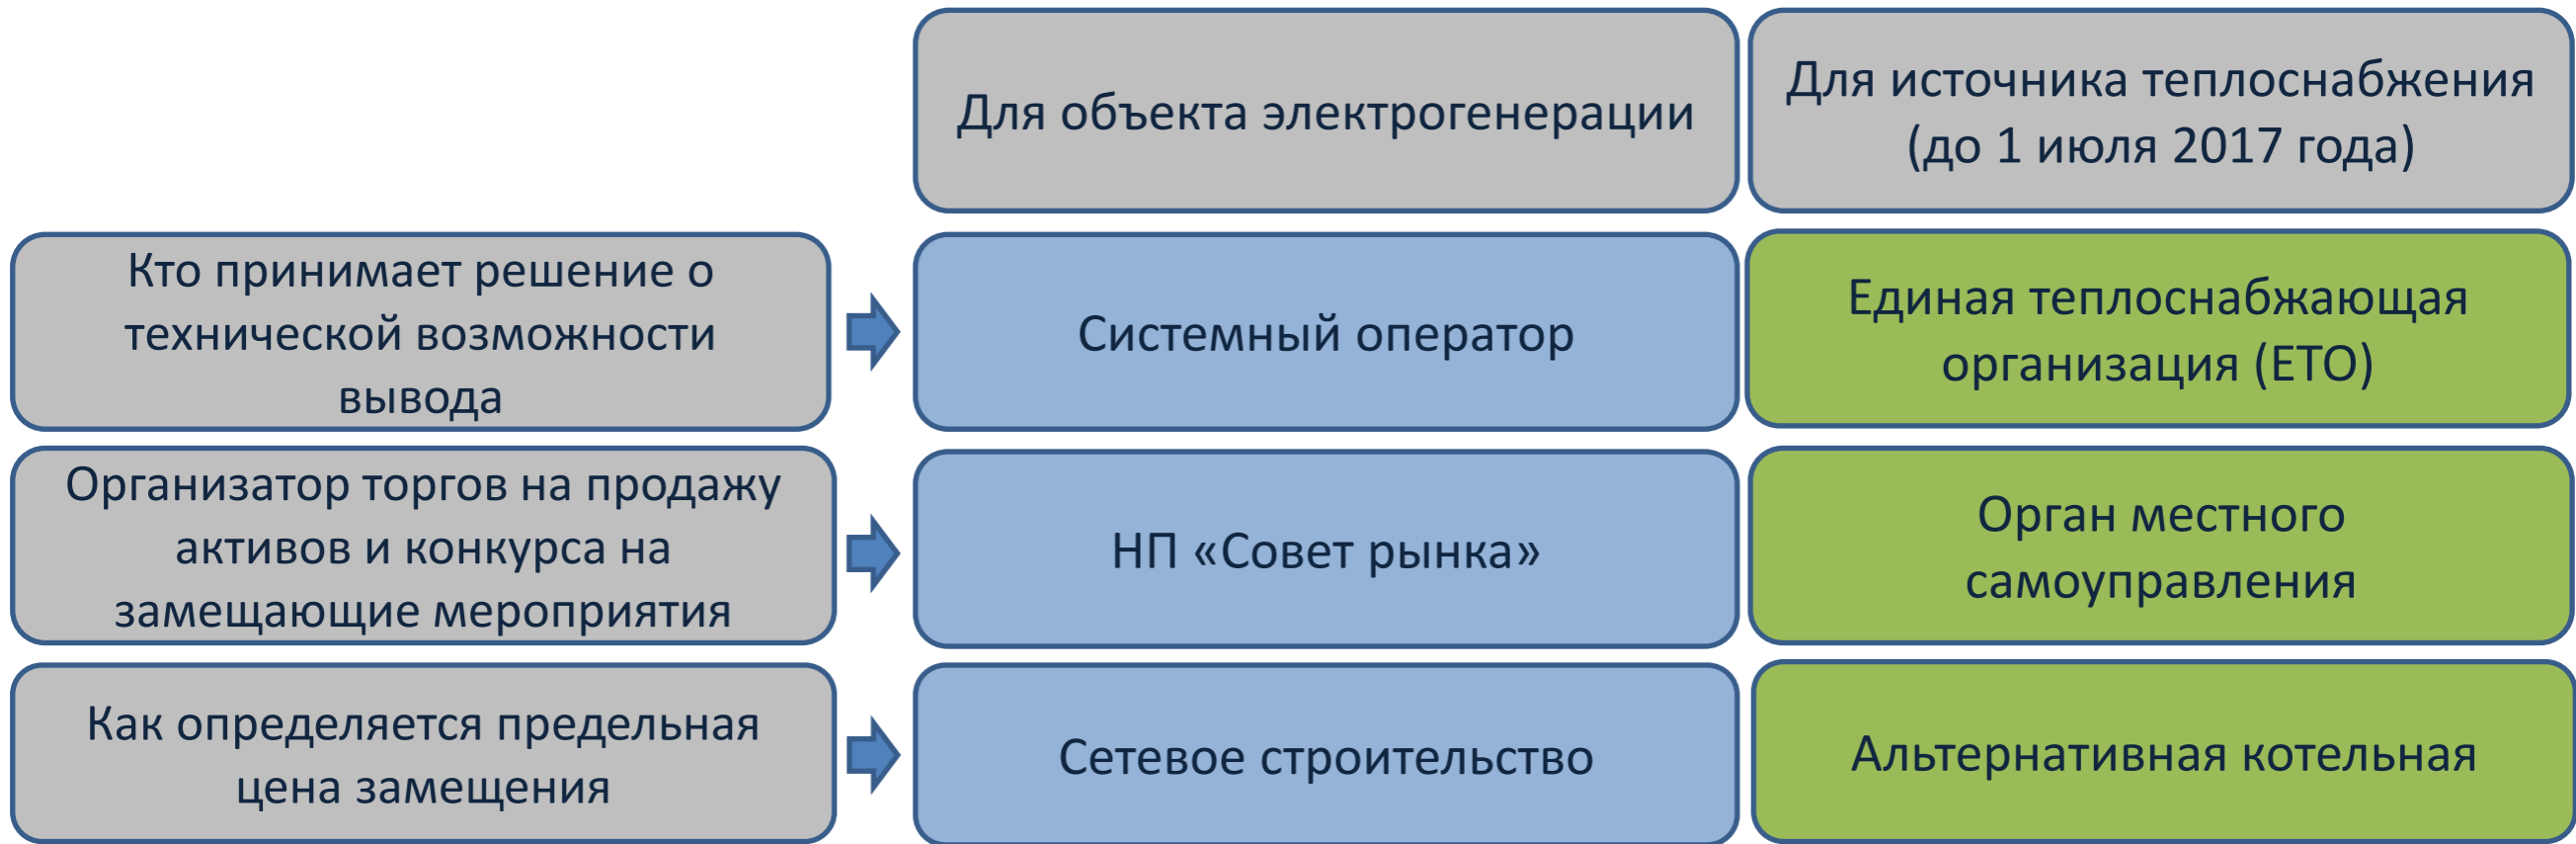 Для объекта электрогенерации
Для источника теплоснабжения
(до 1 июля 2017 года)
Кто принимает решение о
технической возможности
вывода
Системный оператор
Единая теплоснабжающая
организация (ЕТО)
Организатор торгов на продажу
активов и конкурса на
замещающие мероприятия
НП «Совет рынка»
Орган местного
самоуправления
Как определяется предельная
цена замещения
Сетевое строительство
Альтернативная котельная